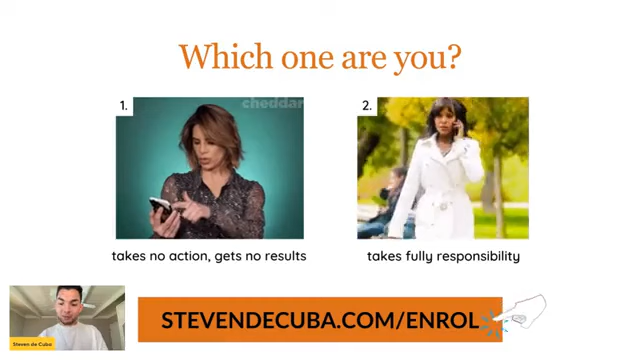 Which one are you?
1.
cheddar
2.
takes no action, gets no results
takes fully responsibility
STEVENDECUBA.COM/ENROL
Steven de Cuba